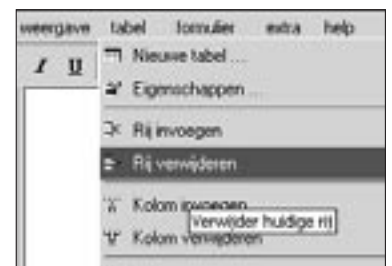 weergave tabel formulier extra help
I U
Nieuwe tabel ...
Eigenschappen ...
Rij invoegen
Rij verwijderen
Kolom invoegen
Verwijder huidige rij
Kolom verwijderen